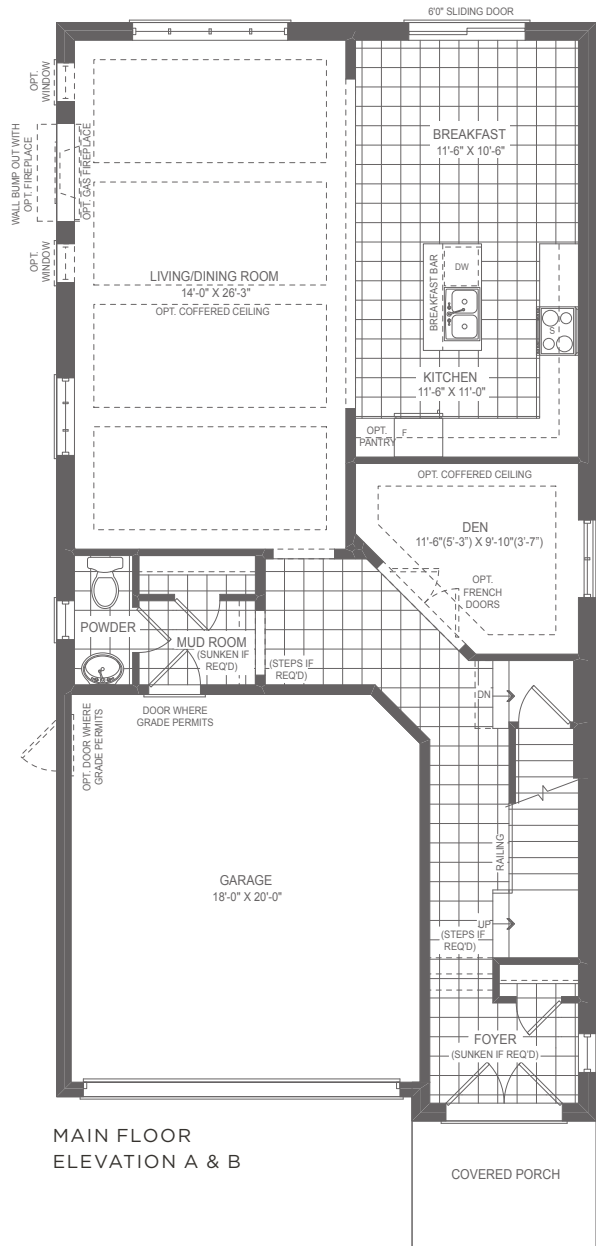 6'0" SLIDING DOOR
OPT.
WINDOW
WALL BUMP OUT WITH
OPT. FIREPLACE
OPT. GAS FIREPLACE
OPT.
WINDOW
BREAKFAST
11'-6" X 10'-6"
LIVING/DINING ROOM
14'-0" X 26'-3"
OPT. COFFERED CEILING
BREAKFAST BAR
DW
S
KITCHEN
11'-6" X 11'-0"
OPT.
PANTRY
F
OPT. COFFERED CEILING
DEN
11'-6"(5'-3") X 9'-10"(3'-7")
OPT.
FRENCH
DOORS
POWDER
MUD ROOM
(SUNKEN IF
REQ'D)
(STEPS IF
REQ'D)
DN
DOOR WHERE
GRADE PERMITS
OPT. DOOR WHERE
GRADE PERMITS
RAILING
GARAGE
18'-0" X 20'-0"
UP
(STEPS IF
REQ'D)
FOYER
(SUNKEN IF REQ'D)
MAIN FLOOR
ELEVATION A & B
COVERED PORCH